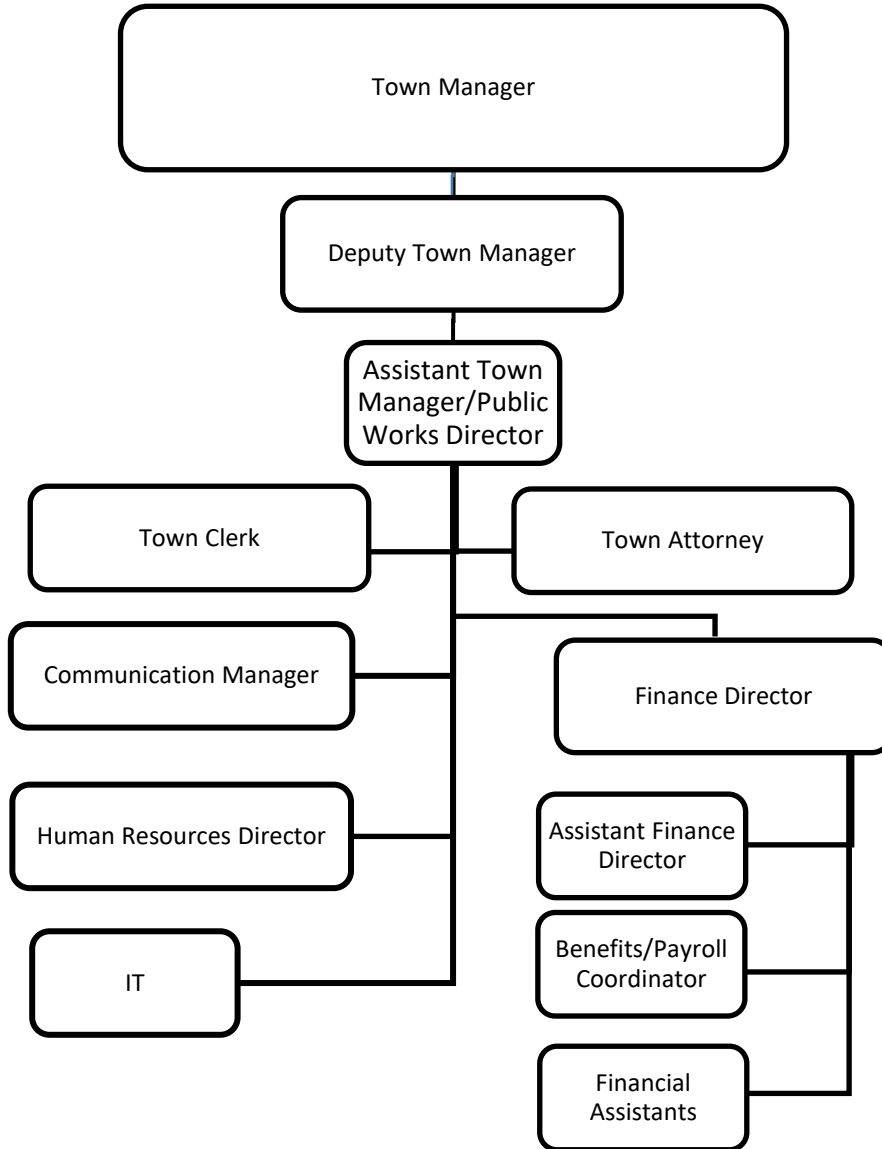 Town Manager
Deputy Town Manager
Assistant Town
Manager/Public
Works Director
Town Clerk
Town Attorney
Communication Manager
Finance Director
Human Resources Director
Assistant Finance
Director
Benefits/Payroll
Coordinator
IT
Financial
Assistants